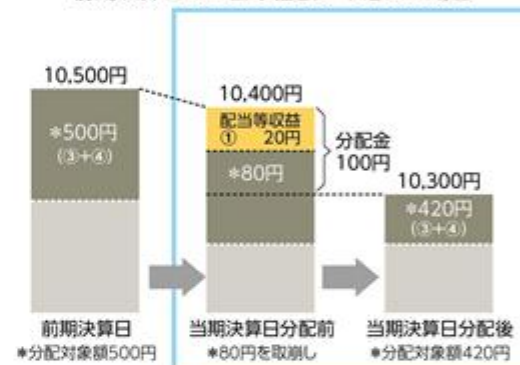 10,500円
*500円
(③+④)
10,400円
配当等収益
① 20円
*80円
分配金
100円
10,300円
*420円
(③+④)
前期決算日
*分配対象額500円
当期決算日分配前
*80円を取崩し
当期決算日分配後
*分配対象額420円